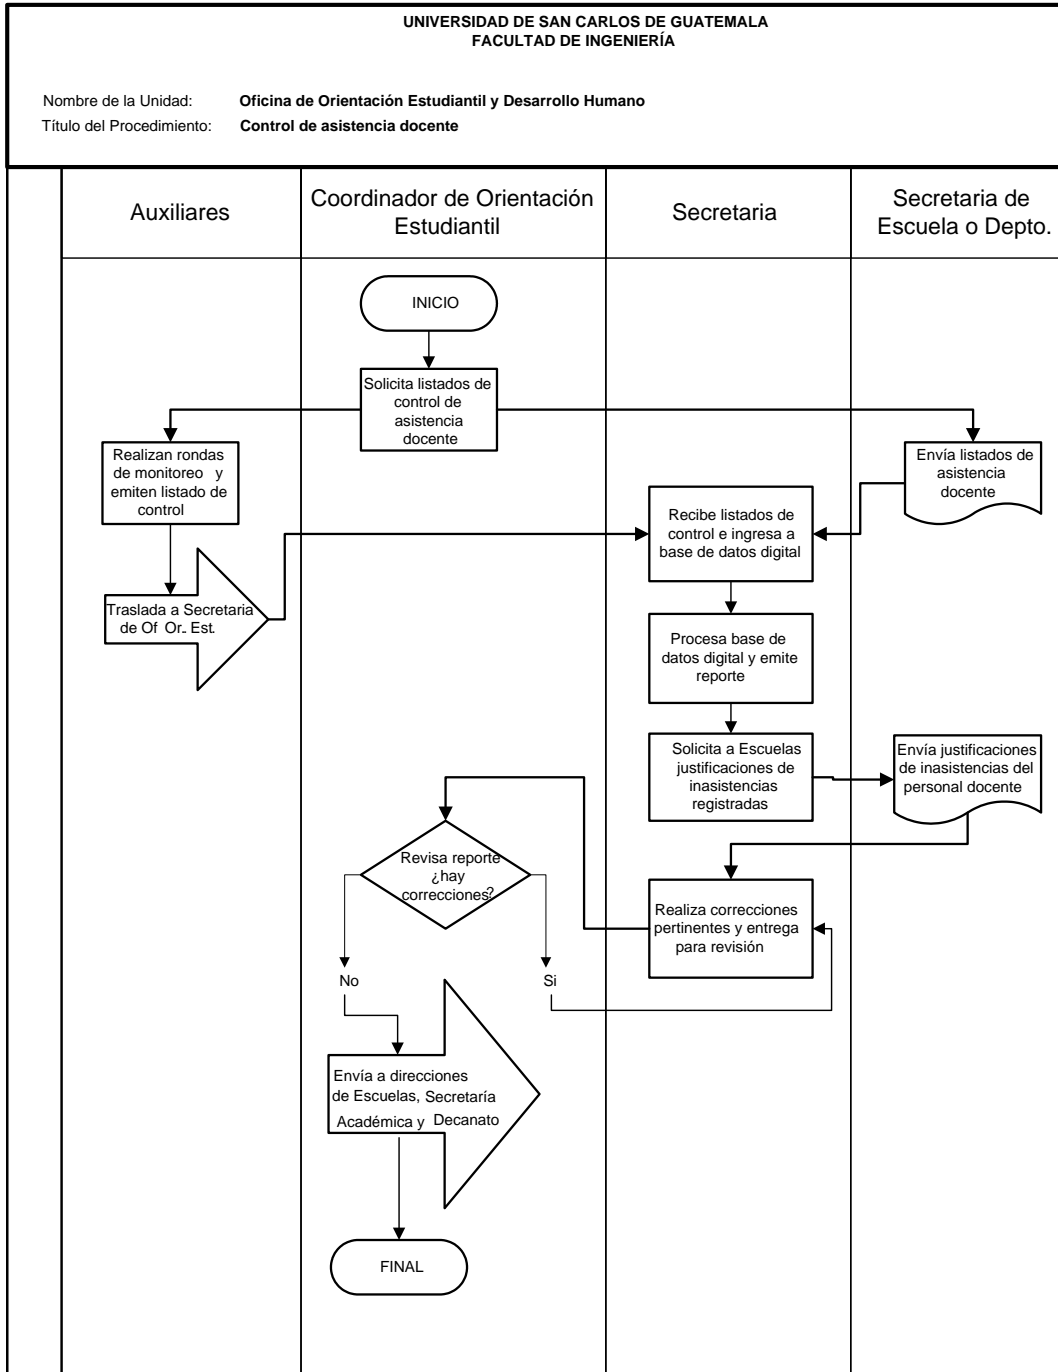 UNIVERSIDAD DE SAN CARLOS DE GUATEMALA
FACULTAD DE INGENIERÍA
Nombre de la Unidad: Oficina de Orientación Estudiantil y Desarrollo Humano
Título del Procedimiento: Control de asistencia docente
Auxiliares
Coordinador de Orientación
Estudiantil
Secretaria
Secretaria de
Escuela o Depto.
INICIO
Solicita listados de
control de
asistencia
docente
Realizan rondas
de monitoreo y
emiten listado de
control
Envía listados de
asistencia
docente
Recibe listados de
control e ingresa a
base de datos digital
Traslada a Secretaria
de Of Or. Est.
Procesa base de
datos digital y emite
reporte
Solicita a Escuelas
justificaciones de
inasistencias
registradas
Envía justificaciones
de inasistencias del
personal docente
Revisa reporte
¿hay
correcciones?
Realiza correcciones
pertinentes y entrega
para revisión
No
Si
Envía a direcciones
de Escuelas, Secretaría
Académica y Decanato
FINAL